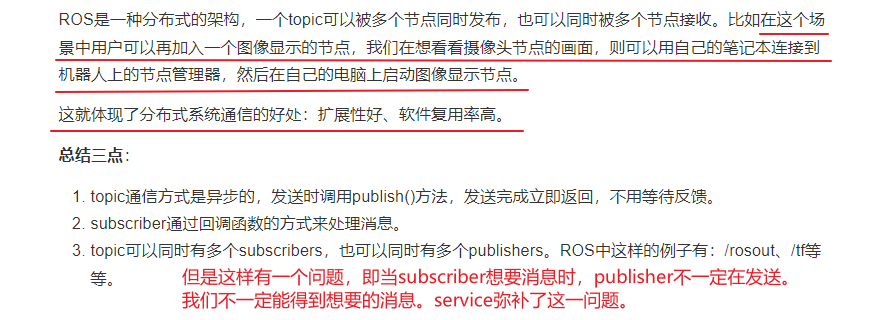 ROS是一种分布式的架构，一个topic可以被多个节点同时发布，也可以同时被多个节点接收。比如在这个场
景中用户可以再加入一个图像显示的节点，我们在想看看摄像头节点的画面，则可以用自己的笔记本连接到
机器人上的节点管理器，然后在自己的电脑上启动图像显示节点。
这就体现了分布式系统通信的好处：扩展性好、软件复用率高。
总结三点：
1. topic通信方式是异步的，发送时调用publish()方法，发送完成立即返回，不用等待反馈。
2. subscriber通过回调函数的方式来处理消息。
3. topic可以同时有多个subscribers，也可以同时有多个publishers。ROS中这样的例子有：/rosout、/tf等
等。
但是这样有一个问题，即当subscriber想要消息时，publisher不一定在发送。
我们不一定能得到想要的消息。service弥补了这一问题。